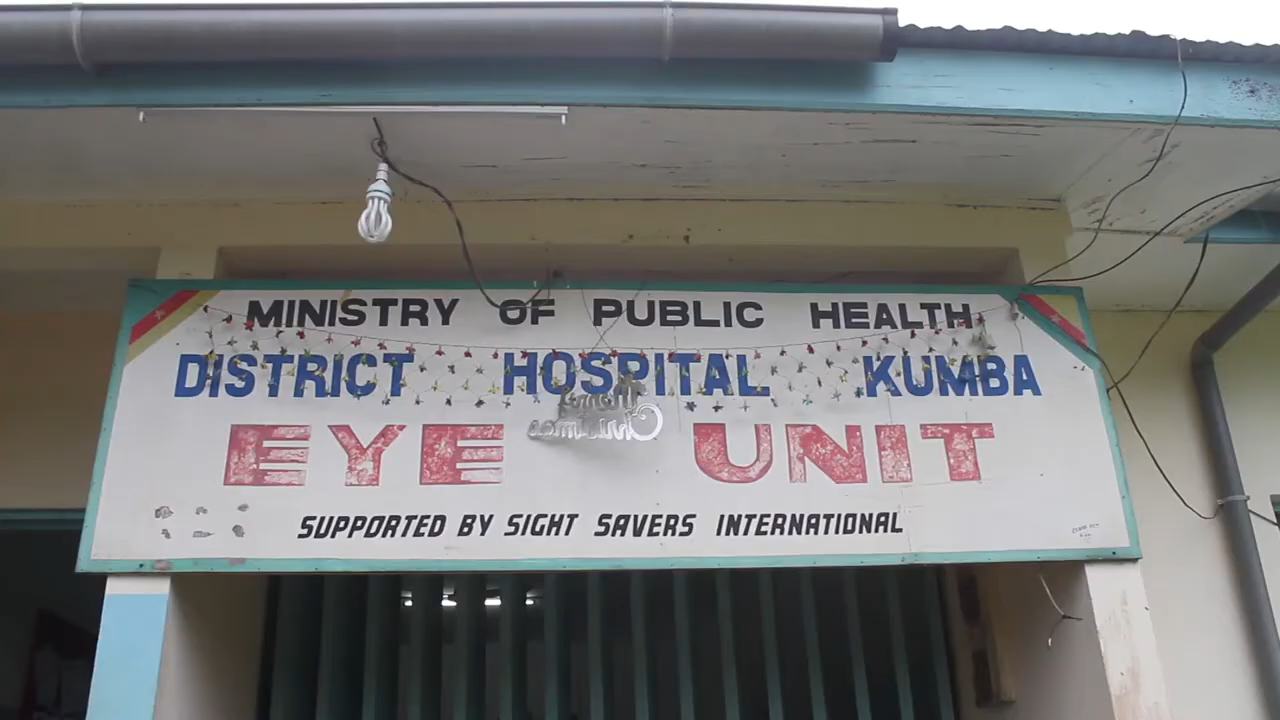 MINISTRY OF PUBLIC HEALTH
DISTRICT HOSPITAL KUMBA
EYE UNIT
SUPPORTED BY SIGHT SAVERS INTERNATIONAL